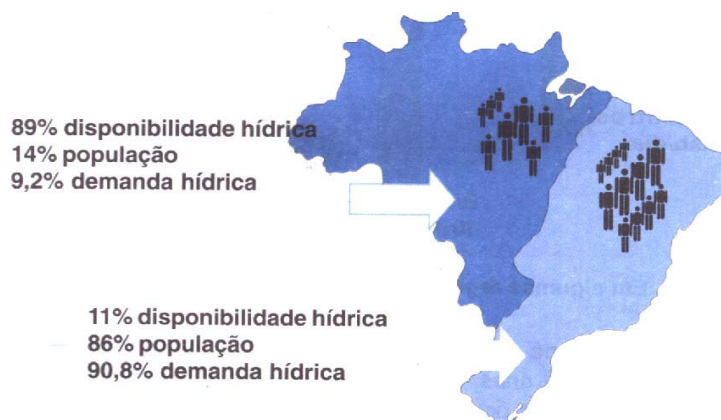 89% disponibilidade hídrica
14% população
9,2% demanda hídrica
11% disponibilidade hídrica
86% população
90,8% demanda hídrica